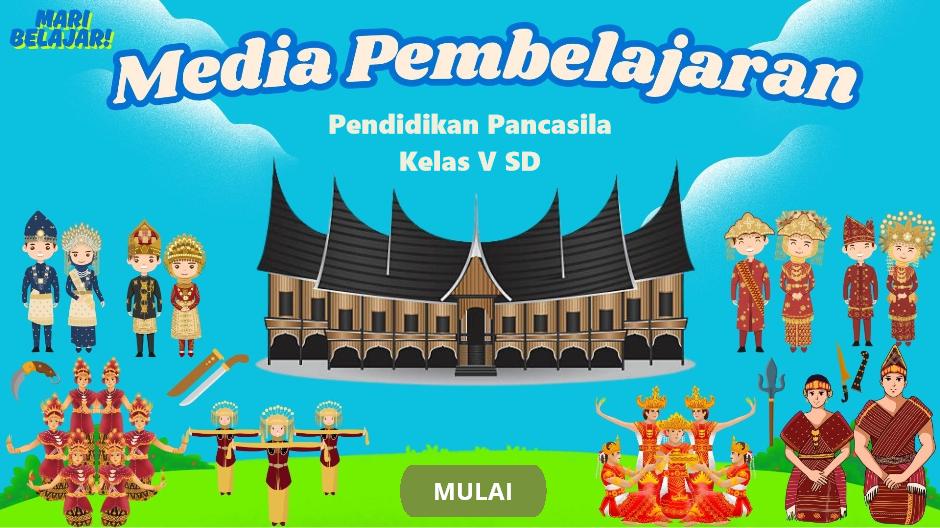 MARI
BELAJAR!
Media Pembelajaran
Pendidikan Pancasila
Kelas V SD
MULAI